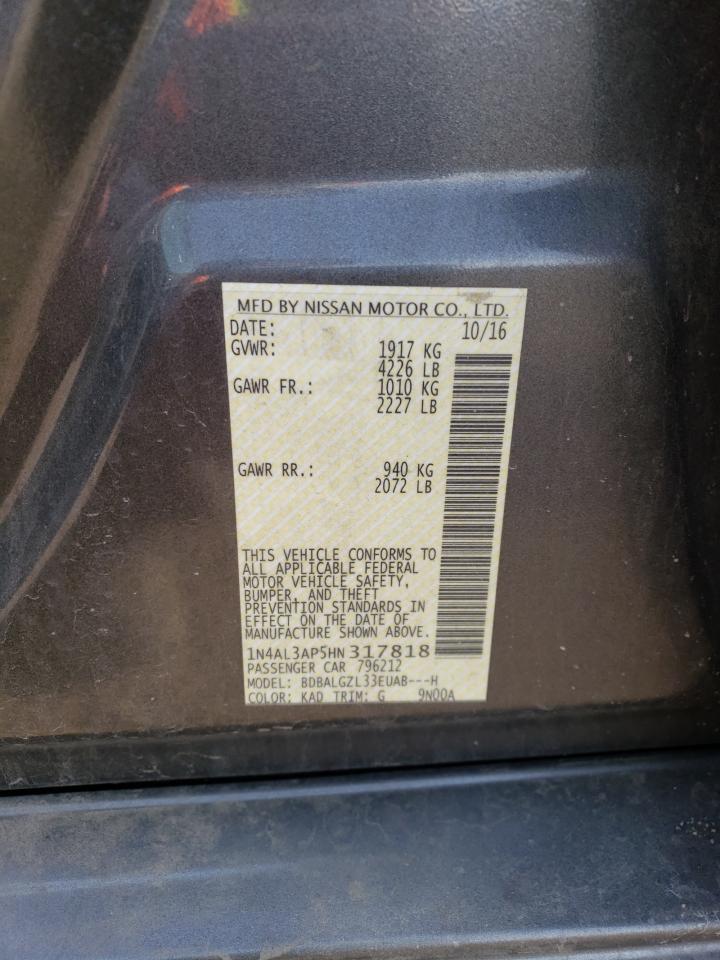 MFD BY NISSAN MOTOR CO., LTD.
DATE: 10/16
GVWR: 1917 KG
4226 LB
GAWR FR.: 1010 KG
2227 LB
GAWR RR.: 940 KG
2072 LB
THIS VEHICLE CONFORMS TO
ALL APPLICABLE FEDERAL
MOTOR VEHICLE SAFETY,
BUMPER, AND THEFT
PREVENTION STANDARDS IN
EFFECT ON THE DATE OF
MANUFACTURE SHOWN ABOVE.
1N4AL3AP5HN317818
PASSENGER CAR 796212
MODEL: BDBALGZL33EUAB---H
COLOR: KAD TRIM: G 9N00A